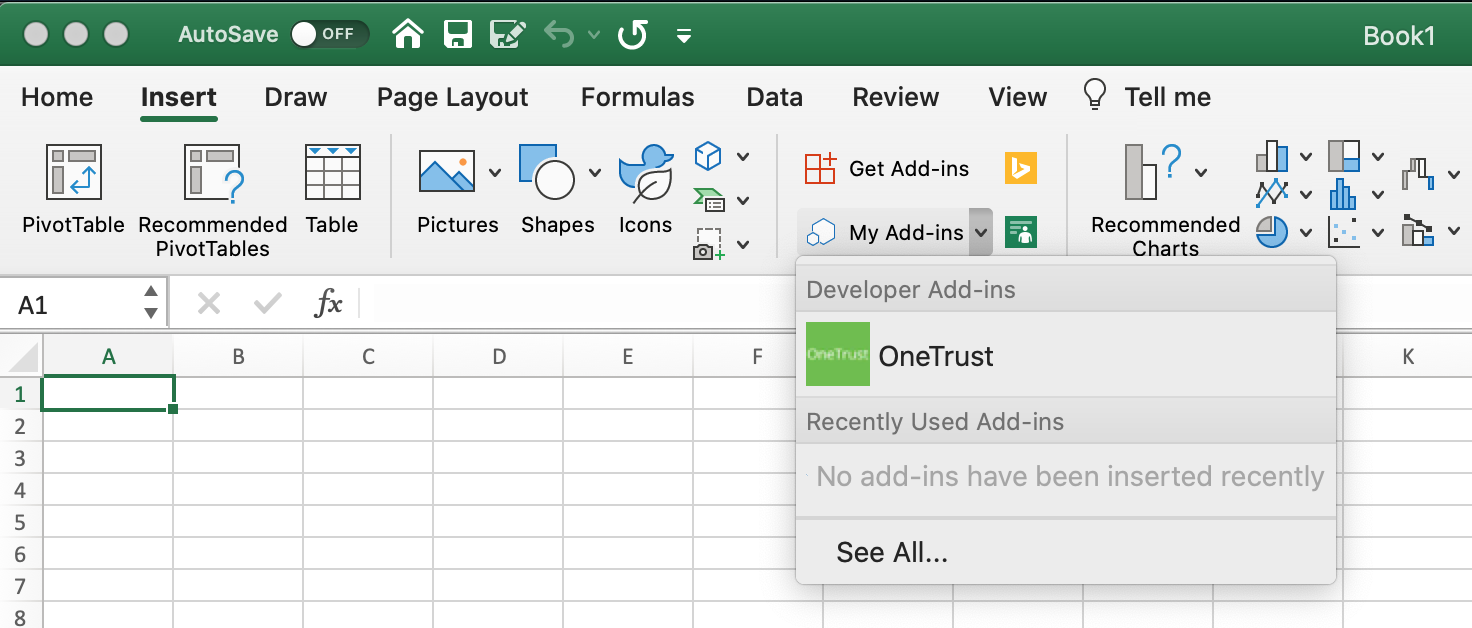 AutoSave OFF Book1
Home Insert Draw Page Layout Formulas Data Review View Tell me
PivotTable
Recommended
PivotTables
Table
Pictures
Shapes
Icons
Get Add-ins
My Add-ins
Recommended
Charts
A1 fx
Developer Add-ins
OneTrust OneTrust
Recently Used Add-ins
No add-ins have been inserted recently
See All...
A B C D E F K
1
2
3
4
5
6
7
8